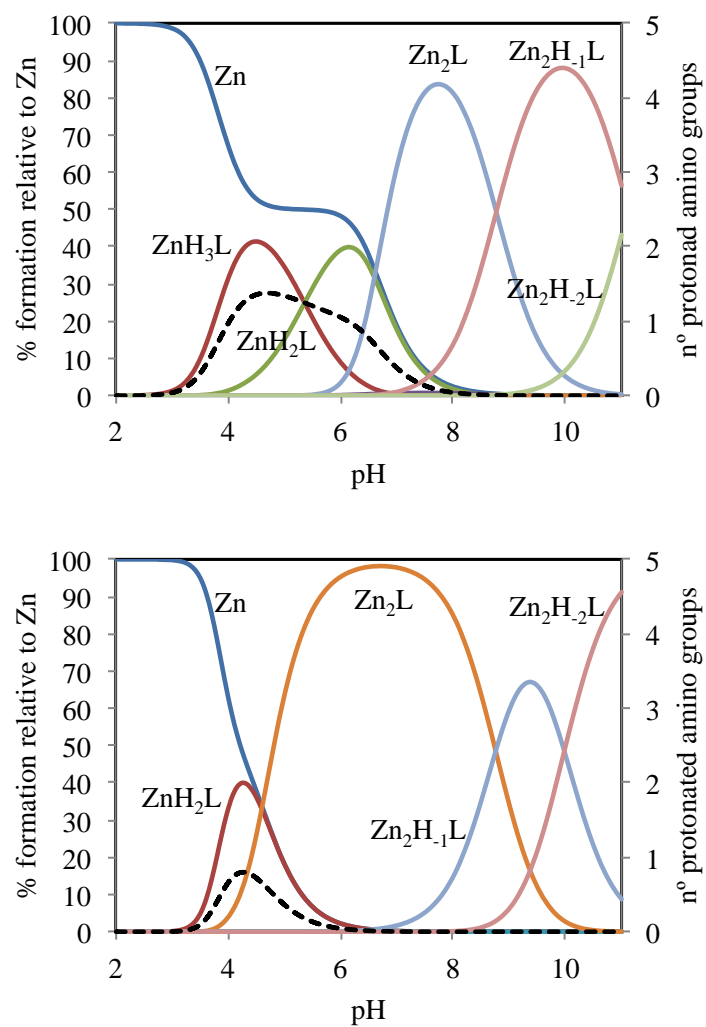 % formation relative to Zn
100
90
80
70
60
50
40
30
20
10
0
5
4
3
2
1
0
nº protonad amino groups
Zn
Zn₂L
Zn₂H₋₁L
ZnH₃L
ZnH₂L
Zn₂H₋₂L
2
4
6
8
10
pH
% formation relative to Zn
100
90
80
70
60
50
40
30
20
10
0
5
4
3
2
1
0
nº protonated amino groups
Zn
Zn₂L
Zn₂H₋₂L
ZnH₂L
Zn₂H₋₁L
2
4
6
8
10
pH